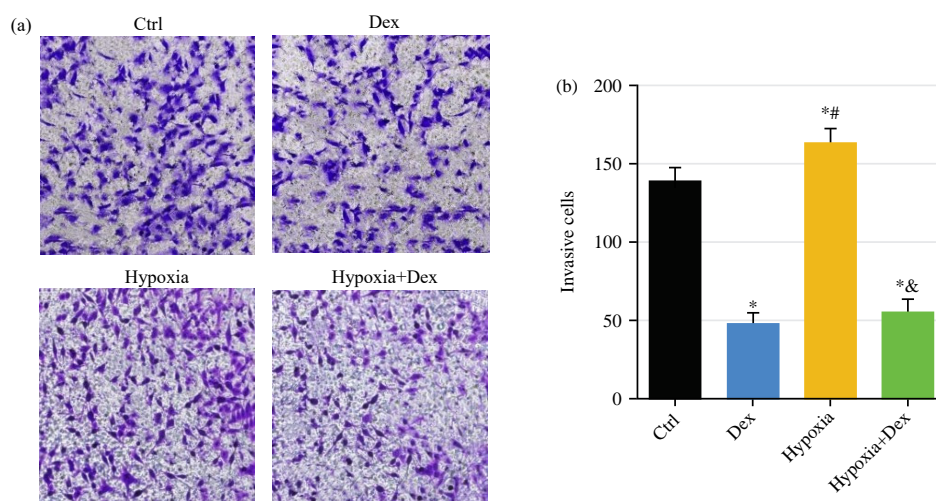 (a)
Ctrl
Dex
Hypoxia
Hypoxia+Dex
(b)
Invasive cells
200
150
100
50
0
*
*#
*&
Ctrl
Dex
Hypoxia
Hypoxia+Dex